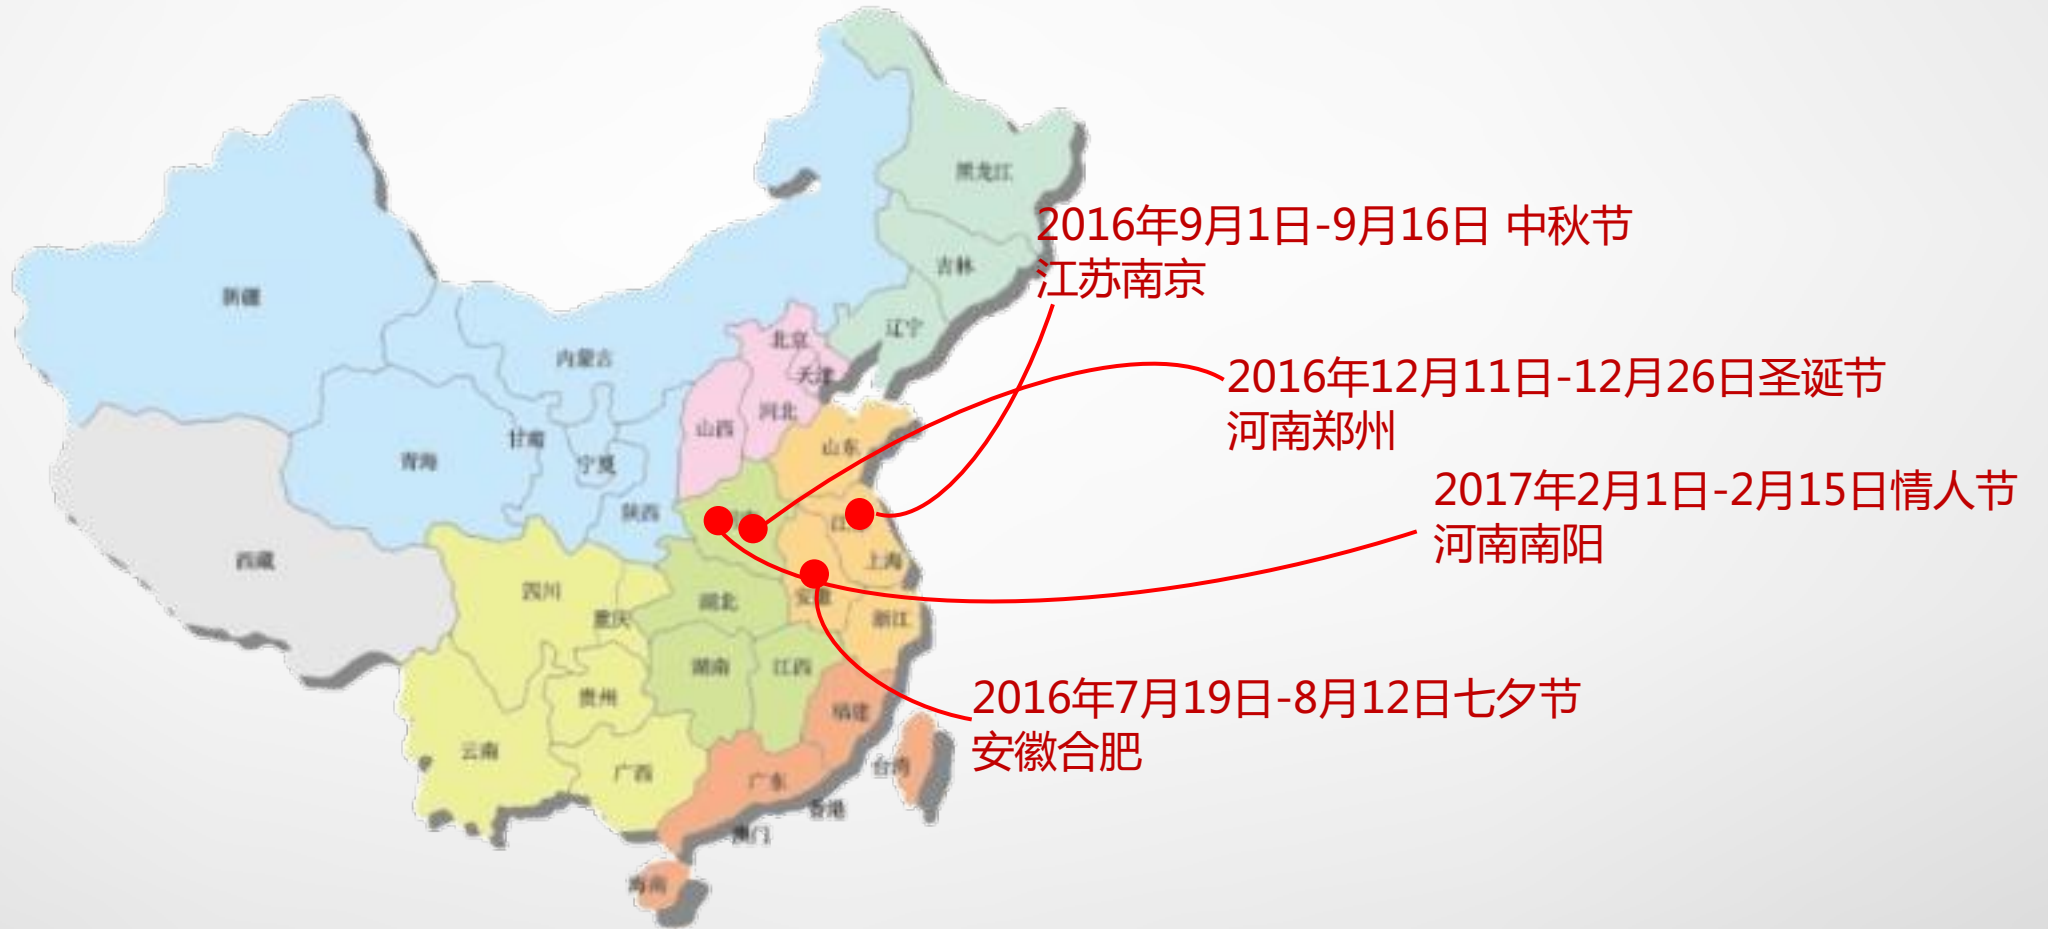 黑龙江
吉林
辽宁
新疆
内蒙古
北京
天津
河北
山西
山东
甘肃
宁夏
青海
陕西
西藏
上海
四川
重庆
湖北
浙江
湖南
江西
贵州
福建
云南
广西
广东
台湾
香港
澳门
海南
2016年9月1日-9月16日 中秋节
江苏南京
2016年12月11日-12月26日圣诞节
河南郑州
2017年2月1日-2月15日情人节
河南南阳
2016年7月19日-8月12日七夕节
安徽合肥